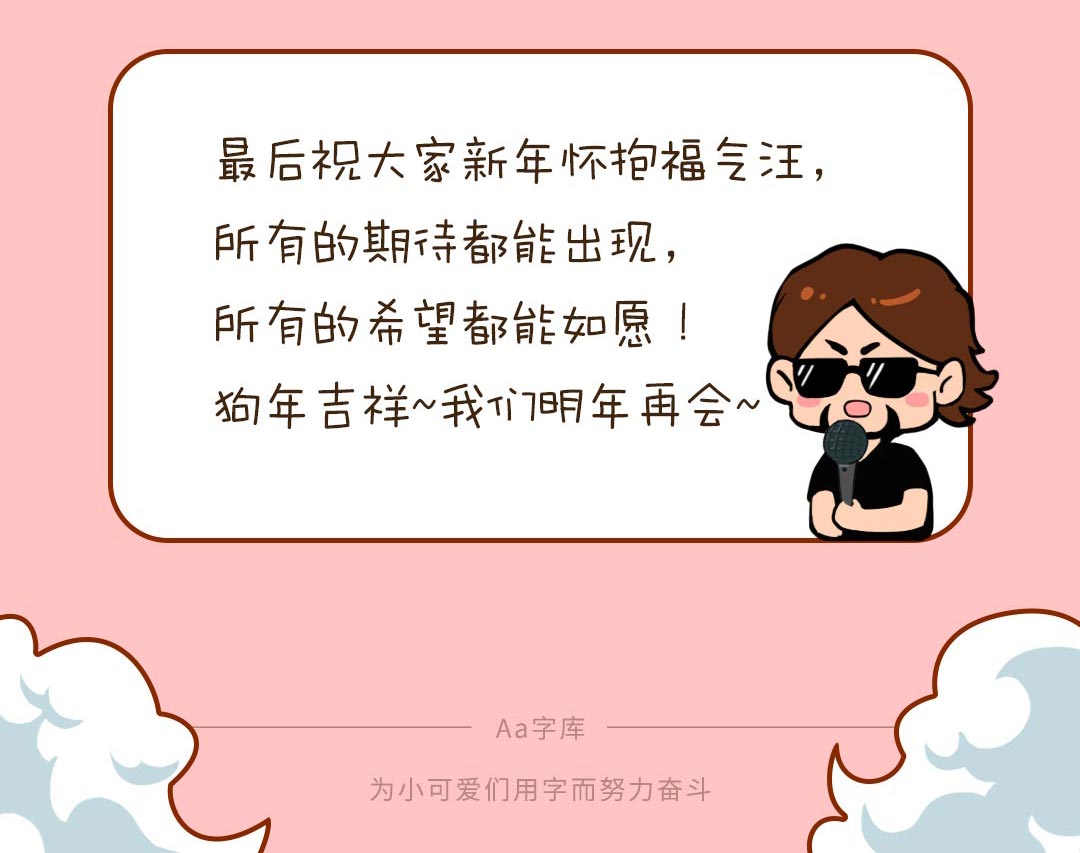 最后祝大家新年怀抱福气汪，
所有的期待都能出现，
所有的希望都能如愿！
狗年吉祥~我们明年再会~
Aa字库
为小可爱们用字而努力奋斗